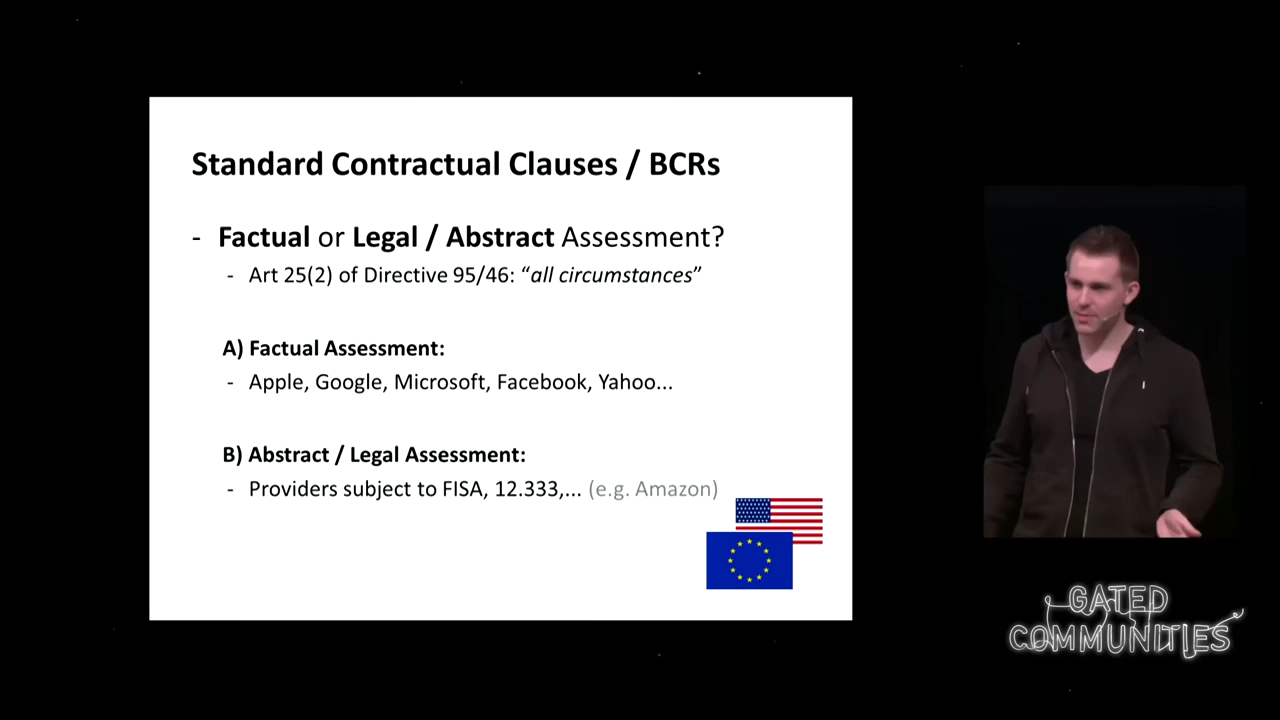 Standard Contractual Clauses / BCRs
- Factual or Legal / Abstract Assessment?
- Art 25(2) of Directive 95/46: “all circumstances”
A) Factual Assessment:
- Apple, Google, Microsoft, Facebook, Yahoo...
B) Abstract / Legal Assessment:
- Providers subject to FISA, 12.333,... (e.g. Amazon)
GATED
COMMUNITIES